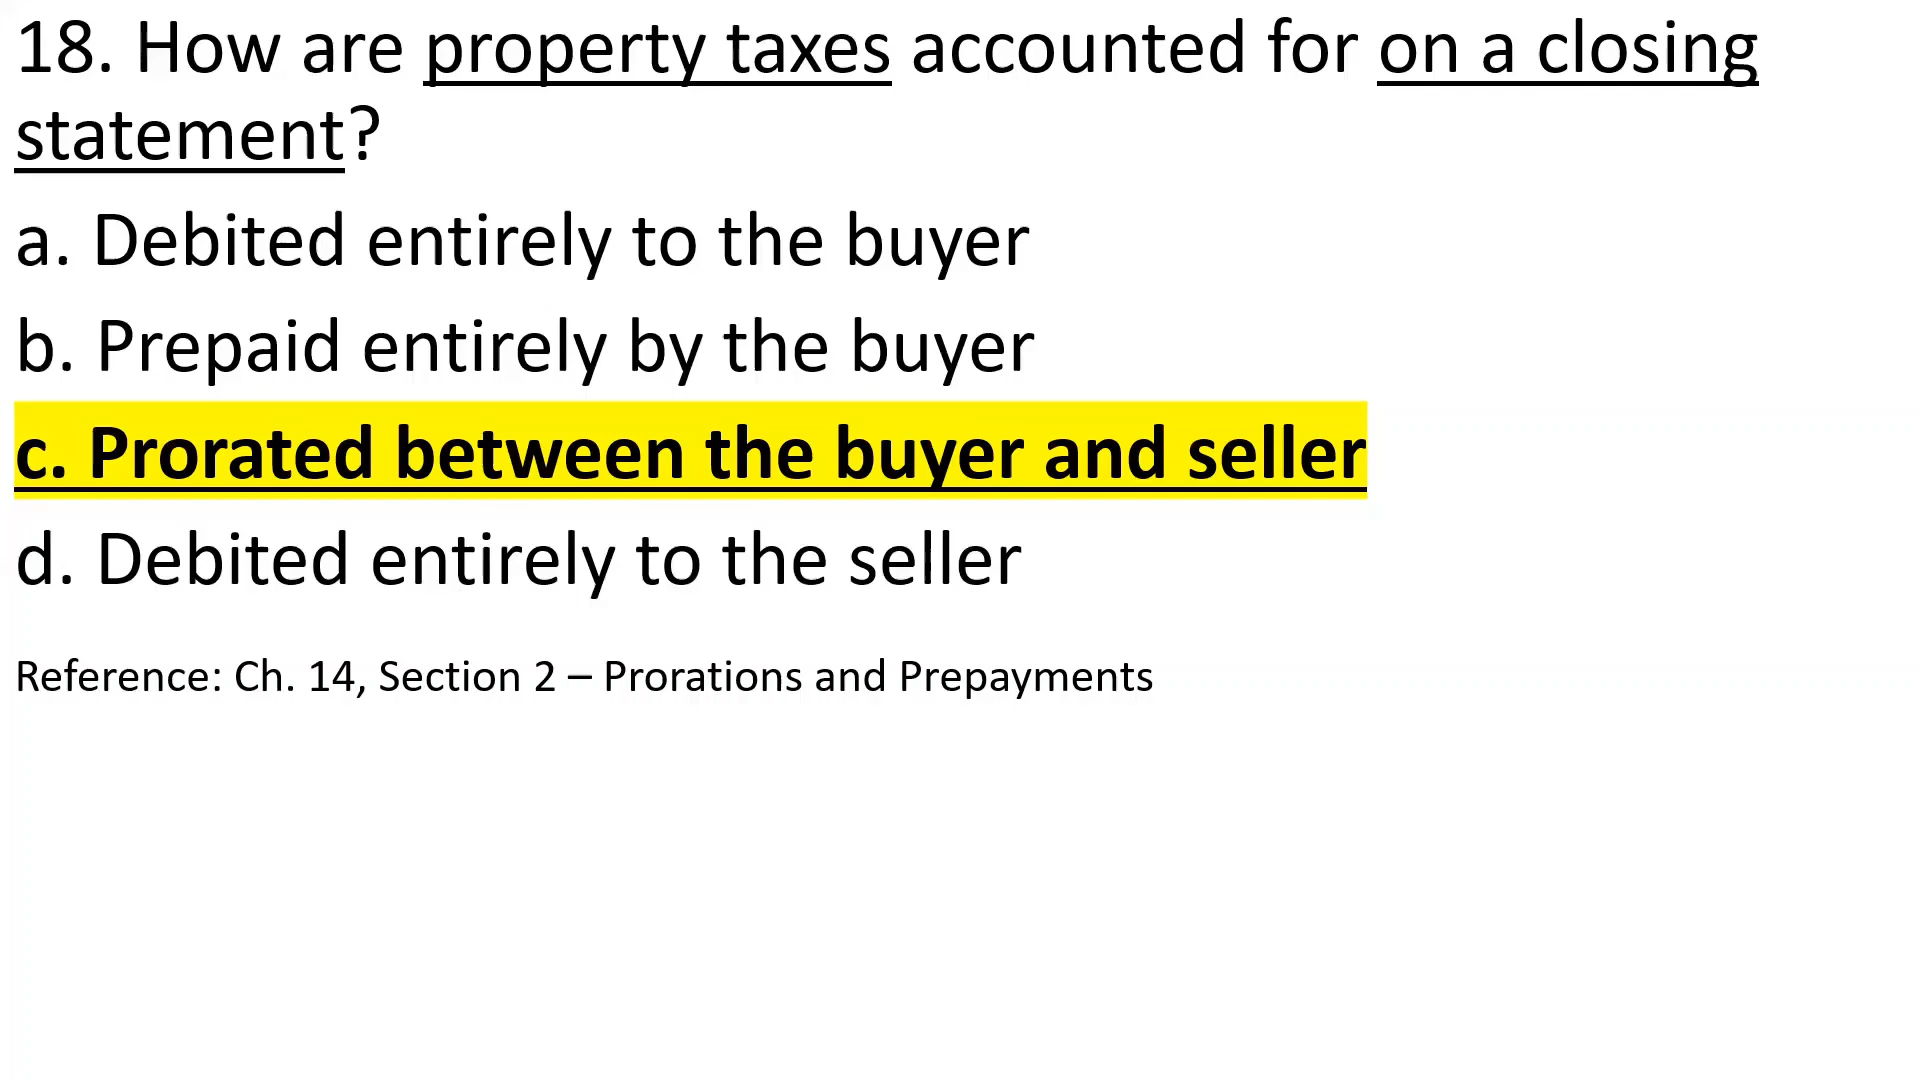 18. How are property taxes accounted for on a closing
statement?
a. Debited entirely to the buyer
b. Prepaid entirely by the buyer
c. Prorated between the buyer and seller
d. Debited entirely to the seller
Reference: Ch. 14, Section 2 – Prorations and Prepayments